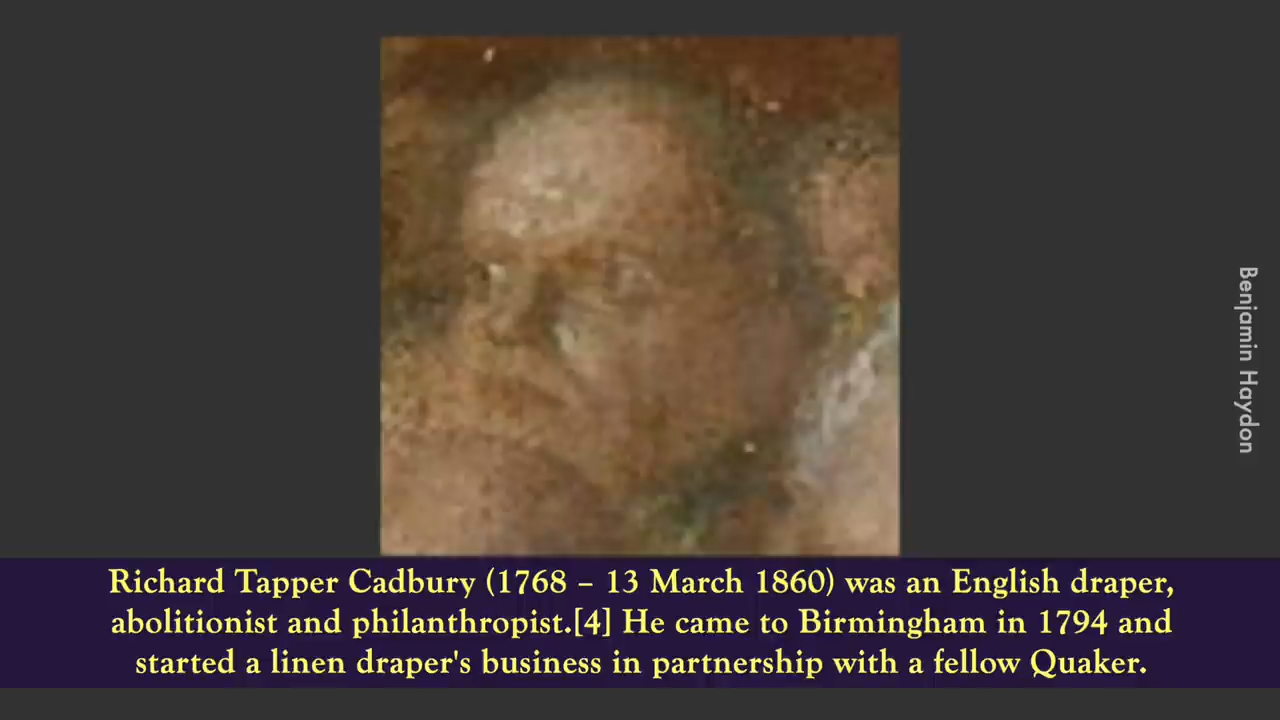 Benjamin Haydon
Richard Tapper Cadbury (1768 – 13 March 1860) was an English draper,
abolitionist and philanthropist.[4] He came to Birmingham in 1794 and
started a linen draper's business in partnership with a fellow Quaker.